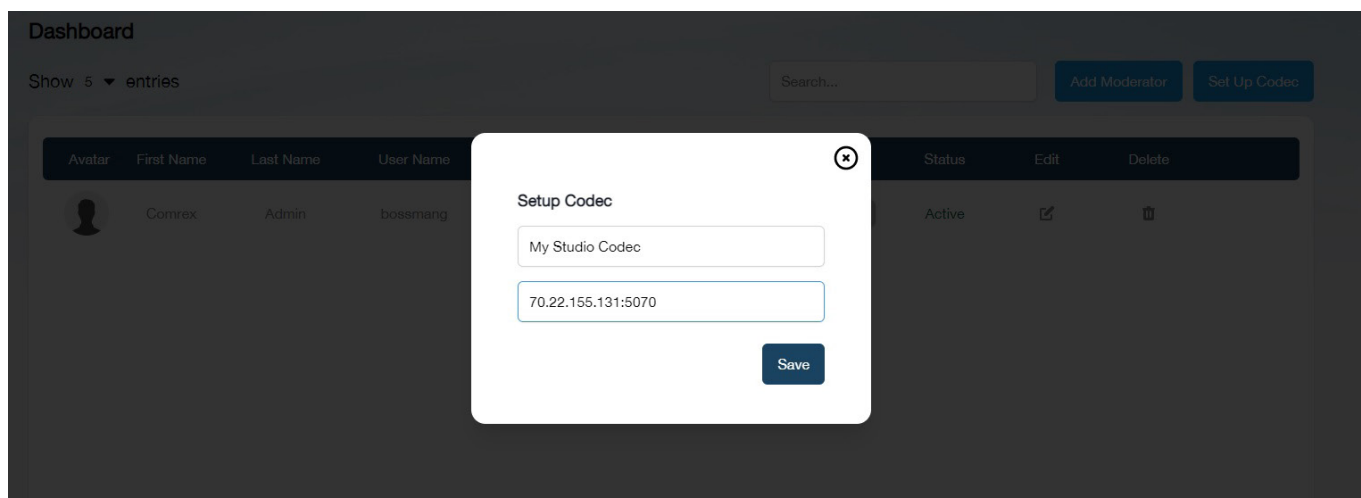 Dashboard
Show 5 entries
Search...
Add Moderator
Set Up Codec
Avatar First Name Last Name User Name Status Edit Delete
Comrex Admin bossmang Active
Setup Codec
My Studio Codec
70.22.155.131:5070
Save